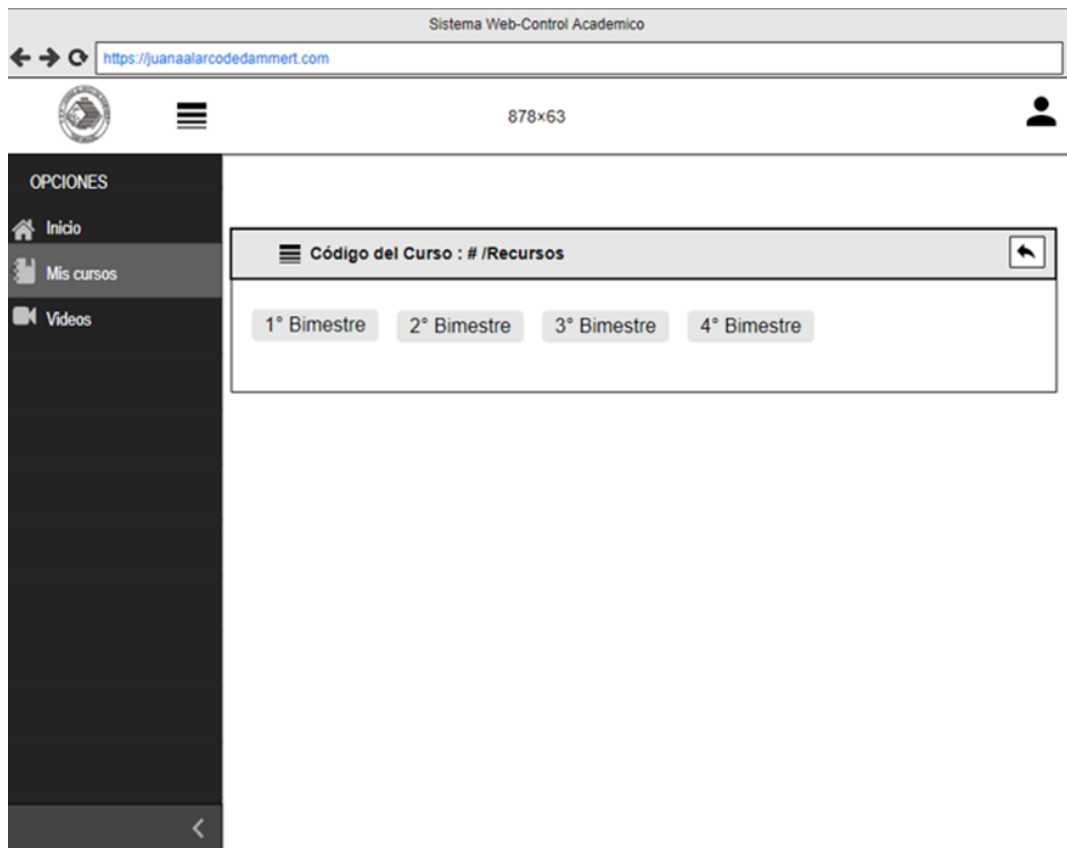 Sistema Web-Control Academico
https://juanaalarcodedammert.com
878×63
OPCIONES
Inicio
Mis cursos
Videos
Código del Curso : # /Recursos
1° Bimestre 2° Bimestre 3° Bimestre 4° Bimestre